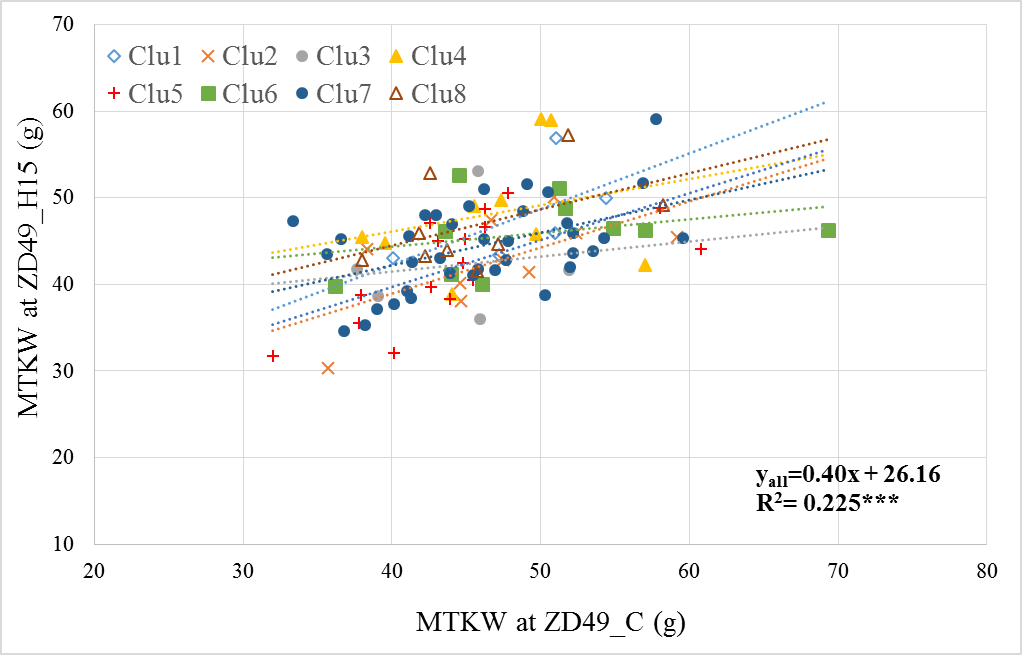 70
60
50
40
30
20
10
MTKW at ZD49_H15 (g)
Clu1 Clu2 Clu3 Clu4
Clu5 Clu6 Clu7 Clu8
yall=0.40x + 26.16
R²= 0.225***
20 30 40 50 60 70 80
MTKW at ZD49_C (g)